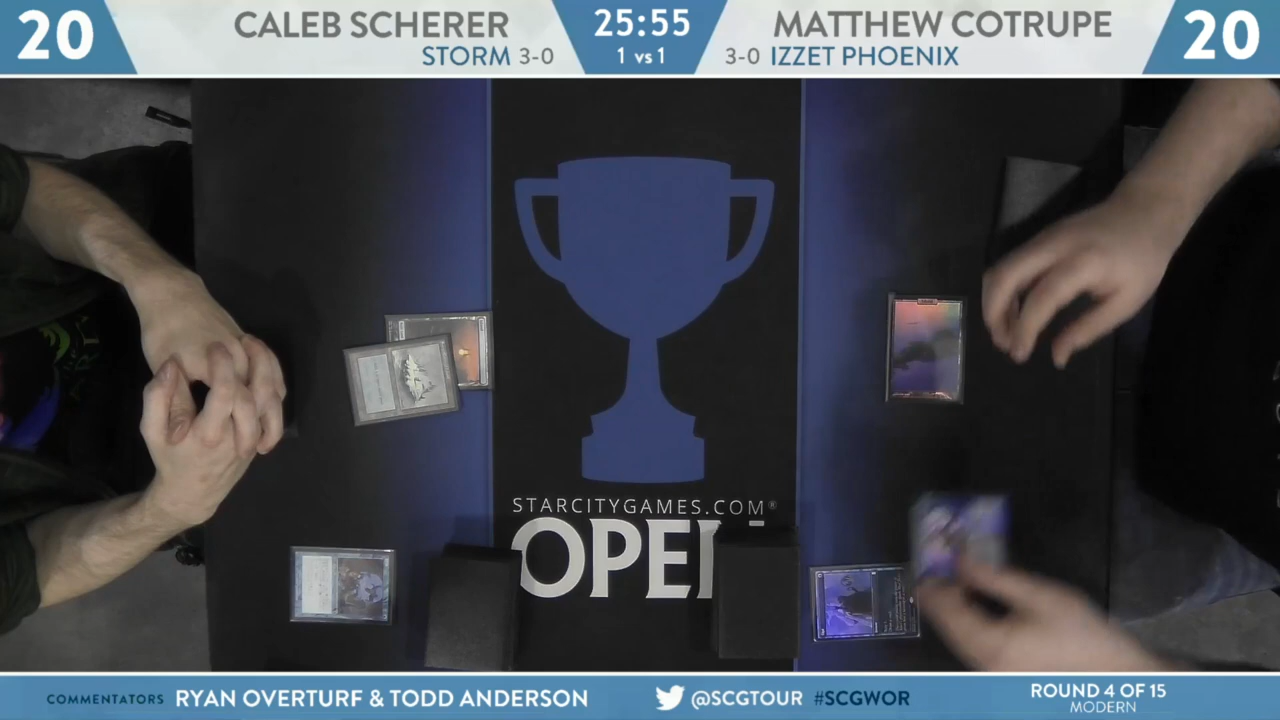 20
CALEB SCHERER
STORM 3-0
25:55
1 vs 1
MATTHEW COTRUPE
3-0 IZZET PHOENIX
20
STARCITYGAMES.COM®
COMMENTATORS RYAN OVERTURF & TODD ANDERSON
@SCGTOUR #SCGWOR
ROUND 4 OF 15
MODERN